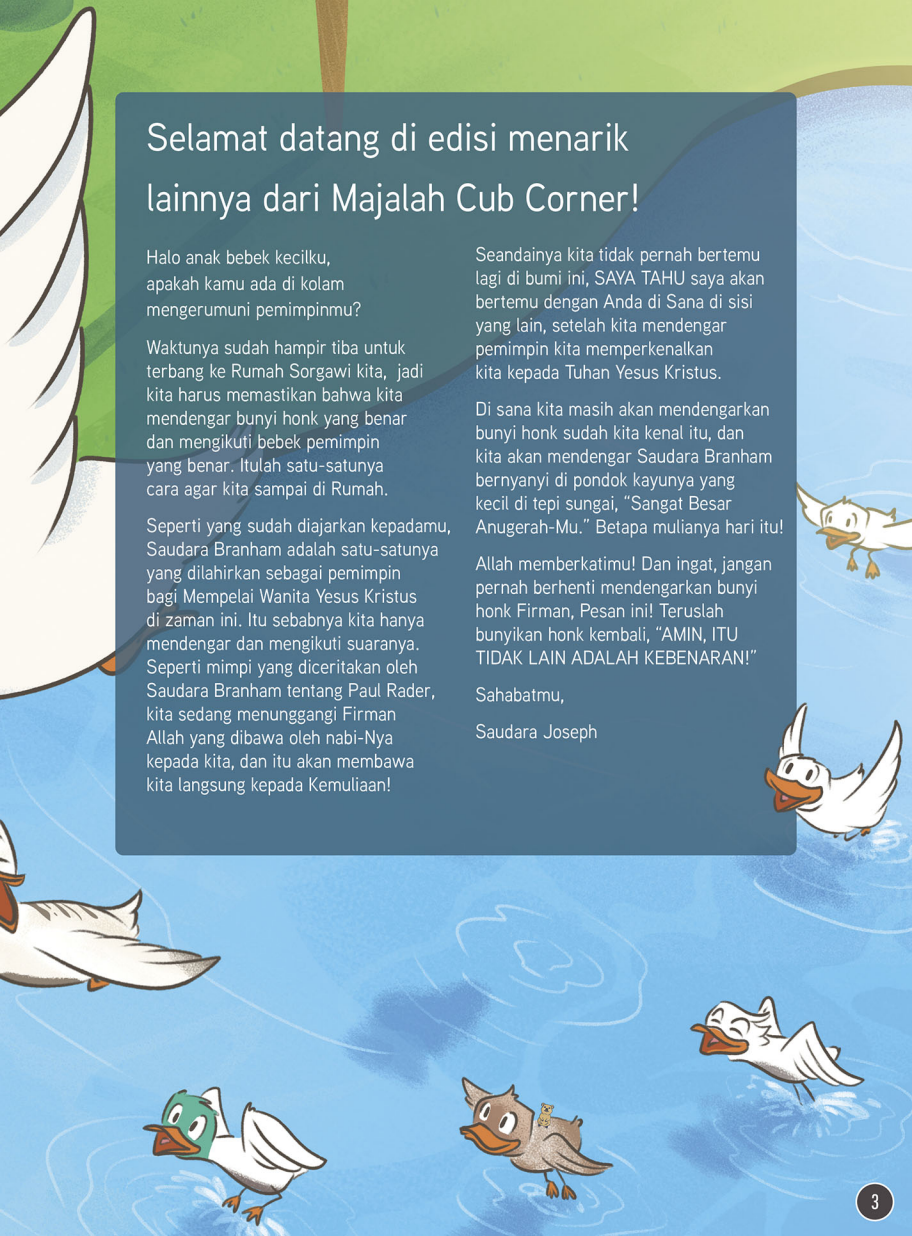 Selamat datang di edisi menarik
lainnya dari Majalah Cub Corner!
Halo anak bebek kecilku,
apakah kamu ada di kolam
mengerumuni pemimpinmu?
Waktunya sudah hampir tiba untuk
terbang ke Rumah Sorgawi kita, jadi
kita harus memastikan bahwa kita
mendengar bunyi honk yang benar
dan mengikuti bebek pemimpin
yang benar. Itulah satu-satunya
cara agar kita sampai di Rumah.
Seperti yang sudah diajarkan kepadamu,
Saudara Branham adalah satu-satunya
yang dilahirkan sebagai pemimpin
bagi Mempelai Wanita Yesus Kristus
di zaman ini. Itu sebabnya kita hanya
mendengar dan mengikuti suaranya.
Seperti mimpi yang diceritakan oleh
Saudara Branham tentang Paul Rader,
kita sedang menunggangi Firman
Allah yang dibawa oleh nabi-Nya
kepada kita, dan itu akan membawa
kita langsung kepada Kemuliaan!
Seandainya kita tidak pernah bertemu
lagi di bumi ini, SAYA TAHU saya akan
bertemu dengan Anda di Sana di sisi
yang lain, setelah kita mendengar
pemimpin kita memperkenalkan
kita kepada Tuhan Yesus Kristus.
Di sana kita masih akan mendengarkan
bunyi honk sudah kita kenal itu, dan
kita akan mendengar Saudara Branham
bernyanyi di pondok kayunya yang
kecil di tepi sungai, “Sangat Besar
Anugerah-Mu.” Betapa mulianya hari itu!
Allah memberkatimu! Dan ingat, jangan
pernah berhenti mendengarkan bunyi
honk Firman, Pesan ini! Teruslah
bunyikan honk kembali, “AMIN, ITU
TIDAK LAIN ADALAH KEBENARAN!”
Sahabatmu,
Saudara Joseph
3